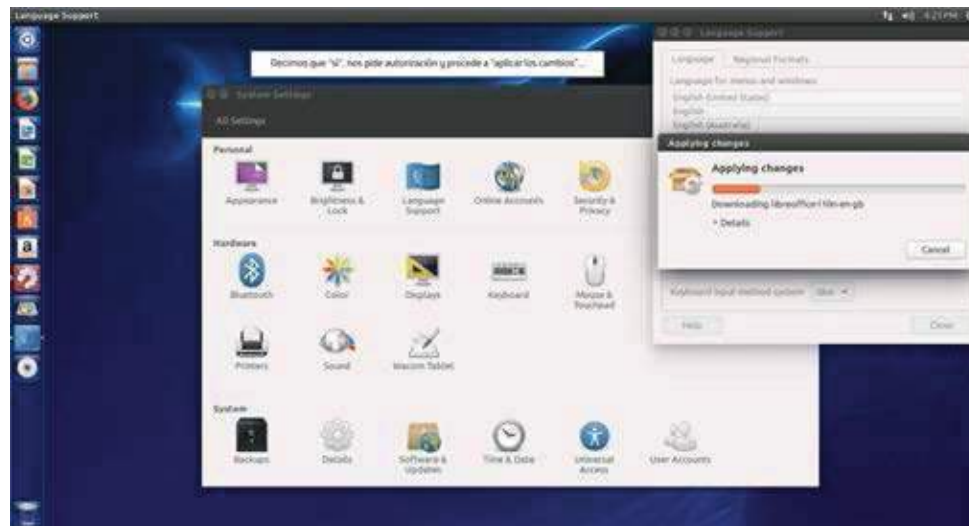 Language Support
4:25 PM
Language Support
Decimos que "sí", nos pide autorización y procede a "aplicar los cambios"...
Language Regional Formats
Language for menus and windows
English (United States)
English
English (Australia)
System Settings
All Settings
Applying changes
Applying changes
Downloading
Details
Cancel
Personal
Appearance
Brightness & Lock
Language Support
Online Accounts
Security & Privacy
Hardware
Bluetooth
Color
Displays
Keyboard
Mouse & Touchpad
Keyboard input method system:
Help
Close
Printers
Sound
Wacom Tablet
System
Backups
Details
Software & Updates
Time & Date
Universal Access
User Accounts